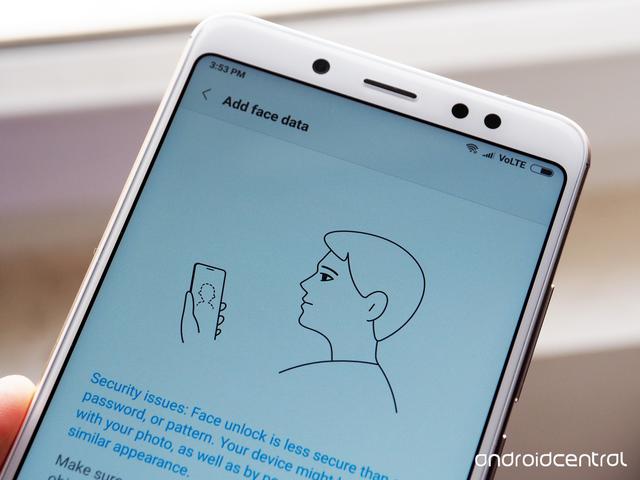 3:53 PM
VoLTE
Add face data
Security issues: Face unlock is less secure than
password, or pattern. Your device might
with your photo, as well as by
similar appearance.
Make sure
androidcentral